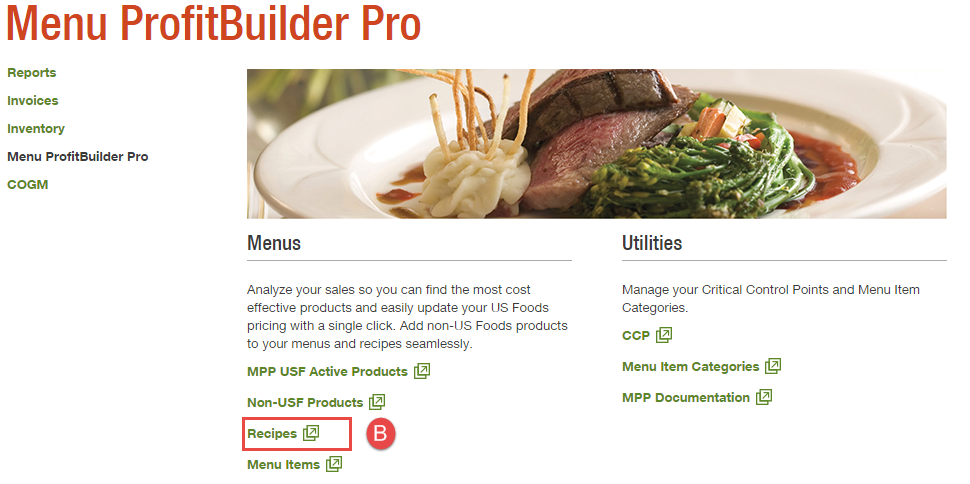 Menu ProfitBuilder Pro
Reports
Invoices
Inventory
Menu ProfitBuilder Pro
COGM
Menus
Analyze your sales so you can find the most cost
effective products and easily update your US Foods
pricing with a single click. Add non-US Foods products
to your menus and recipes seamlessly.
MPP USF Active Products
Non-USF Products
Recipes
B
Menu Items
Utilities
Manage your Critical Control Points and Menu Item
Categories.
CCP
Menu Item Categories
MPP Documentation